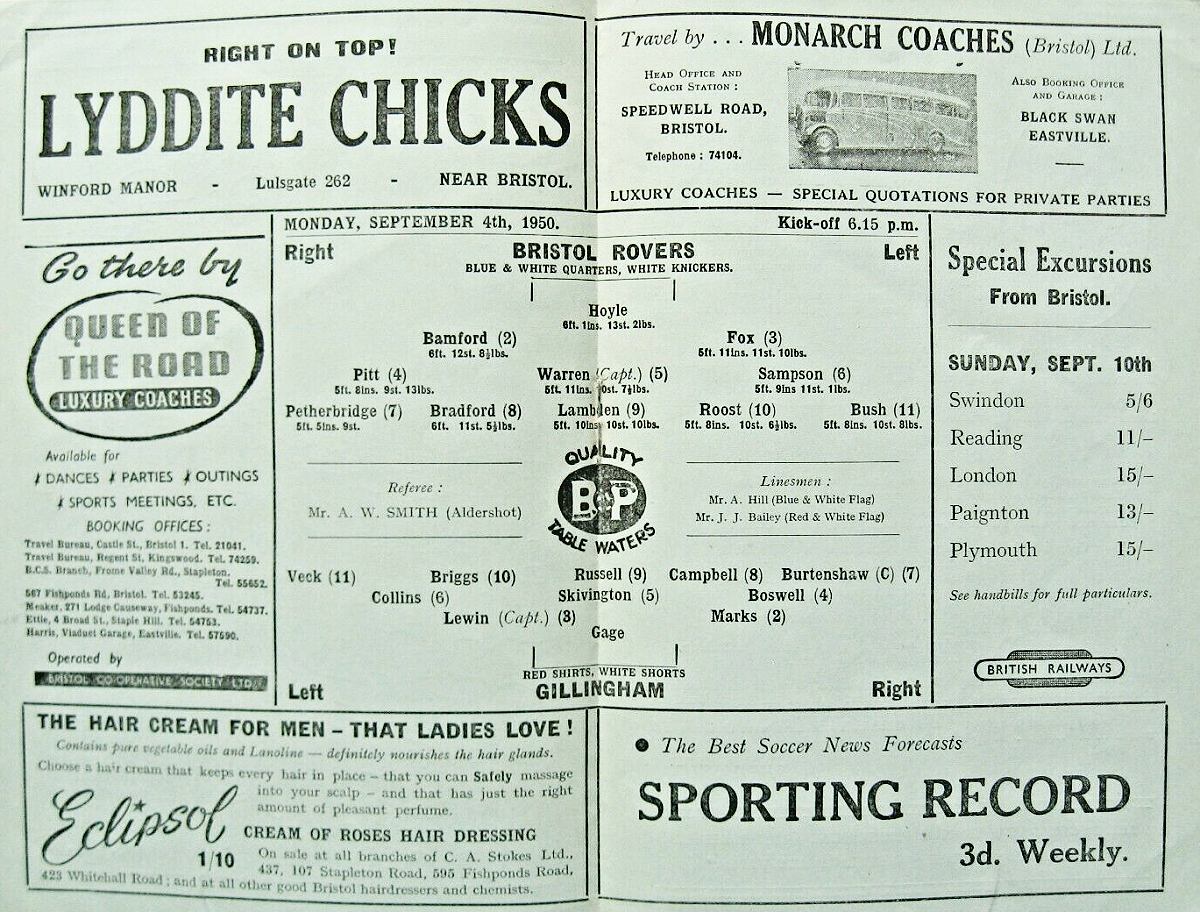 RIGHT ON TOP!
LYDDITE CHICKS
WINFORD MANOR - Lulsgate 262 - NEAR BRISTOL.
Travel by . . . MONARCH COACHES (Bristol) Ltd.
Head Office and
Coach Station :
SPEEDWELL ROAD,
BRISTOL.
Telephone : 74104.
Also Booking Office
and Garage :
BLACK SWAN
EASTVILLE.
LUXURY COACHES — SPECIAL QUOTATIONS FOR PRIVATE PARTIES
Go there by
QUEEN OF
THE ROAD
LUXURY COACHES
Available for
DANCES PARTIES OUTINGS
SPORTS MEETINGS, ETC.
BOOKING OFFICES :
Travel Bureau, Castle St., Bristol 1. Tel. 21041.
Travel Bureau, Regent St, Kingswood. Tel. 74259.
B.C.S. Branch, Frome Valley Rd., Stapleton.
Tel. 55652.
567 Fishponds Rd, Bristol. Tel. 53245.
Meaker, 271 Lodge Causeway, Fishponds. Tel. 54737.
Ettle, 4 Broad St., Staple Hill. Tel. 54753.
Harris, Viaduct Garage, Eastville. Tel. 57590.
Operated by
BRISTOL CO-OPERATIVE SOCIETY LTD.
MONDAY, SEPTEMBER 4th, 1950. Kick-off 6.15 p.m.
Right BRISTOL ROVERS Left
BLUE & WHITE QUARTERS, WHITE KNICKERS.
Hoyle
6ft. 1ins. 13st. 2lbs.
Bamford (2) Fox (3)
6ft. 12st. 8½lbs. 5ft. 11ins. 11st. 10lbs.
Pitt (4) Warren (Capt.) (5) Sampson (6)
5ft. 8ins. 9st. 13lbs. 5ft. 11ins. 0st. 7½lbs. 5ft. 9ins 11st. 1lbs.
Petherbridge (7) Bradford (8) Lambden (9) Roost (10) Bush (11)
5ft. 5ins. 9st. 6ft. 11st. 5½lbs. 5ft. 10ins 10st. 10lbs. 5ft. 8ins. 10st. 6½lbs. 5ft. 8ins. 10st. 8lbs.
QUALITY
BP
TABLE WATERS
Referee :
Mr. A. W. SMITH (Aldershot)
Linesmen :
Mr. A. Hill (Blue & White Flag)
Mr. J. J. Bailey (Red & White Flag)
Veck (11) Briggs (10) Russell (9) Campbell (8) Burtenshaw (C) (7)
Collins (6) Skivington (5) Boswell (4)
Lewin (Capt.) (3) Marks (2)
Gage
RED SHIRTS, WHITE SHORTS
Left GILLINGHAM Right
Special Excursions
From Bristol.
SUNDAY, SEPT. 10th
Swindon 5/6
Reading 11/-
London 15/-
Paignton 13/-
Plymouth 15/-
See handbills for full particulars.
BRITISH RAILWAYS
THE HAIR CREAM FOR MEN – THAT LADIES LOVE !
Contains pure vegetable oils and Lanoline — definitely nourishes the hair glands.
Choose a hair cream that keeps every hair in place – that you can Safely massage
into your scalp – and that has just the right
amount of pleasant perfume.
Eclipsol
CREAM OF ROSES HAIR DRESSING
1/10
On sale at all branches of C. A. Stokes Ltd.,
437, 107 Stapleton Road, 595 Fishponds Road,
423 Whitehall Road ; and at all other good Bristol hairdressers and chemists.
The Best Soccer News Forecasts
SPORTING RECORD
3d. Weekly.